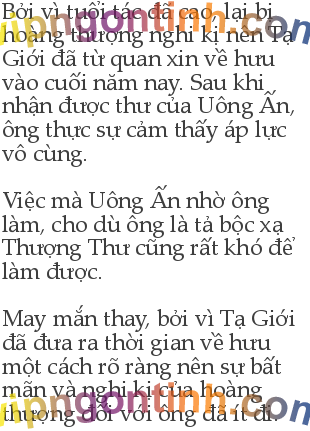 Bởi vì tuổi tác đã cao, lại bị
hoàng thượng nghi kị nên Tạ
Giới đã từ quan xin về hưu
vào cuối năm nay. Sau khi
nhận được thư của Uông Ấn,
ông thực sự cảm thấy áp lực
vô cùng.
Việc mà Uông Ấn nhờ ông
làm, cho dù ông là tả bộc xạ
Thượng Thư cũng rất khó để
làm được.
May mắn thay, bởi vì Tạ Giới
đã đưa ra thời gian về hưu
một cách rõ ràng nên sự bất
mãn và nghi kị của hoàng
thượng đối với ông đã ít đi.
vipngontinh.com
vipngontinh.com